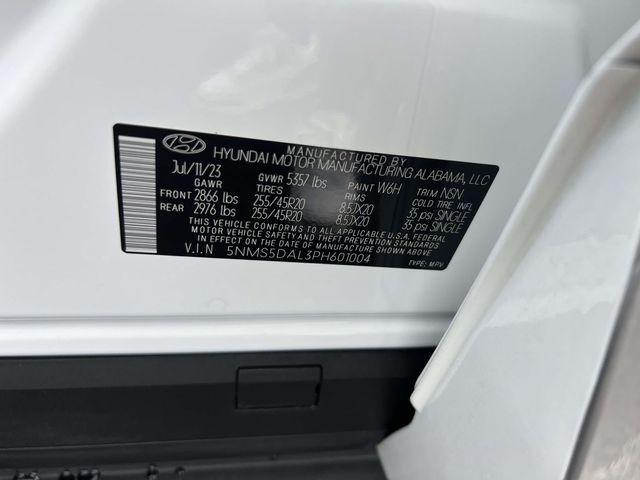 MANUFACTURED BY
HYUNDAI MOTOR MANUFACTURING ALABAMA, LLC
Jul/11/23 GVWR 5357 lbs PAINT W6H TRIM NSN
GAWR TIRES RIMS COLD TIRE INFL
FRONT 2866 lbs 255/45R20 8.5JX20 35 psi SINGLE
REAR 2976 lbs 255/45R20 8.5JX20 35 psi SINGLE
THIS VEHICLE CONFORMS TO ALL APPLICABLE U.S.A. FEDERAL
MOTOR VEHICLE SAFETY AND THEFT PREVENTION STANDARDS
IN EFFECT ON THE DATE OF MANUFACTURE SHOWN ABOVE
V.I.N 5NMS5DAL3PH601004 TYPE: MPV